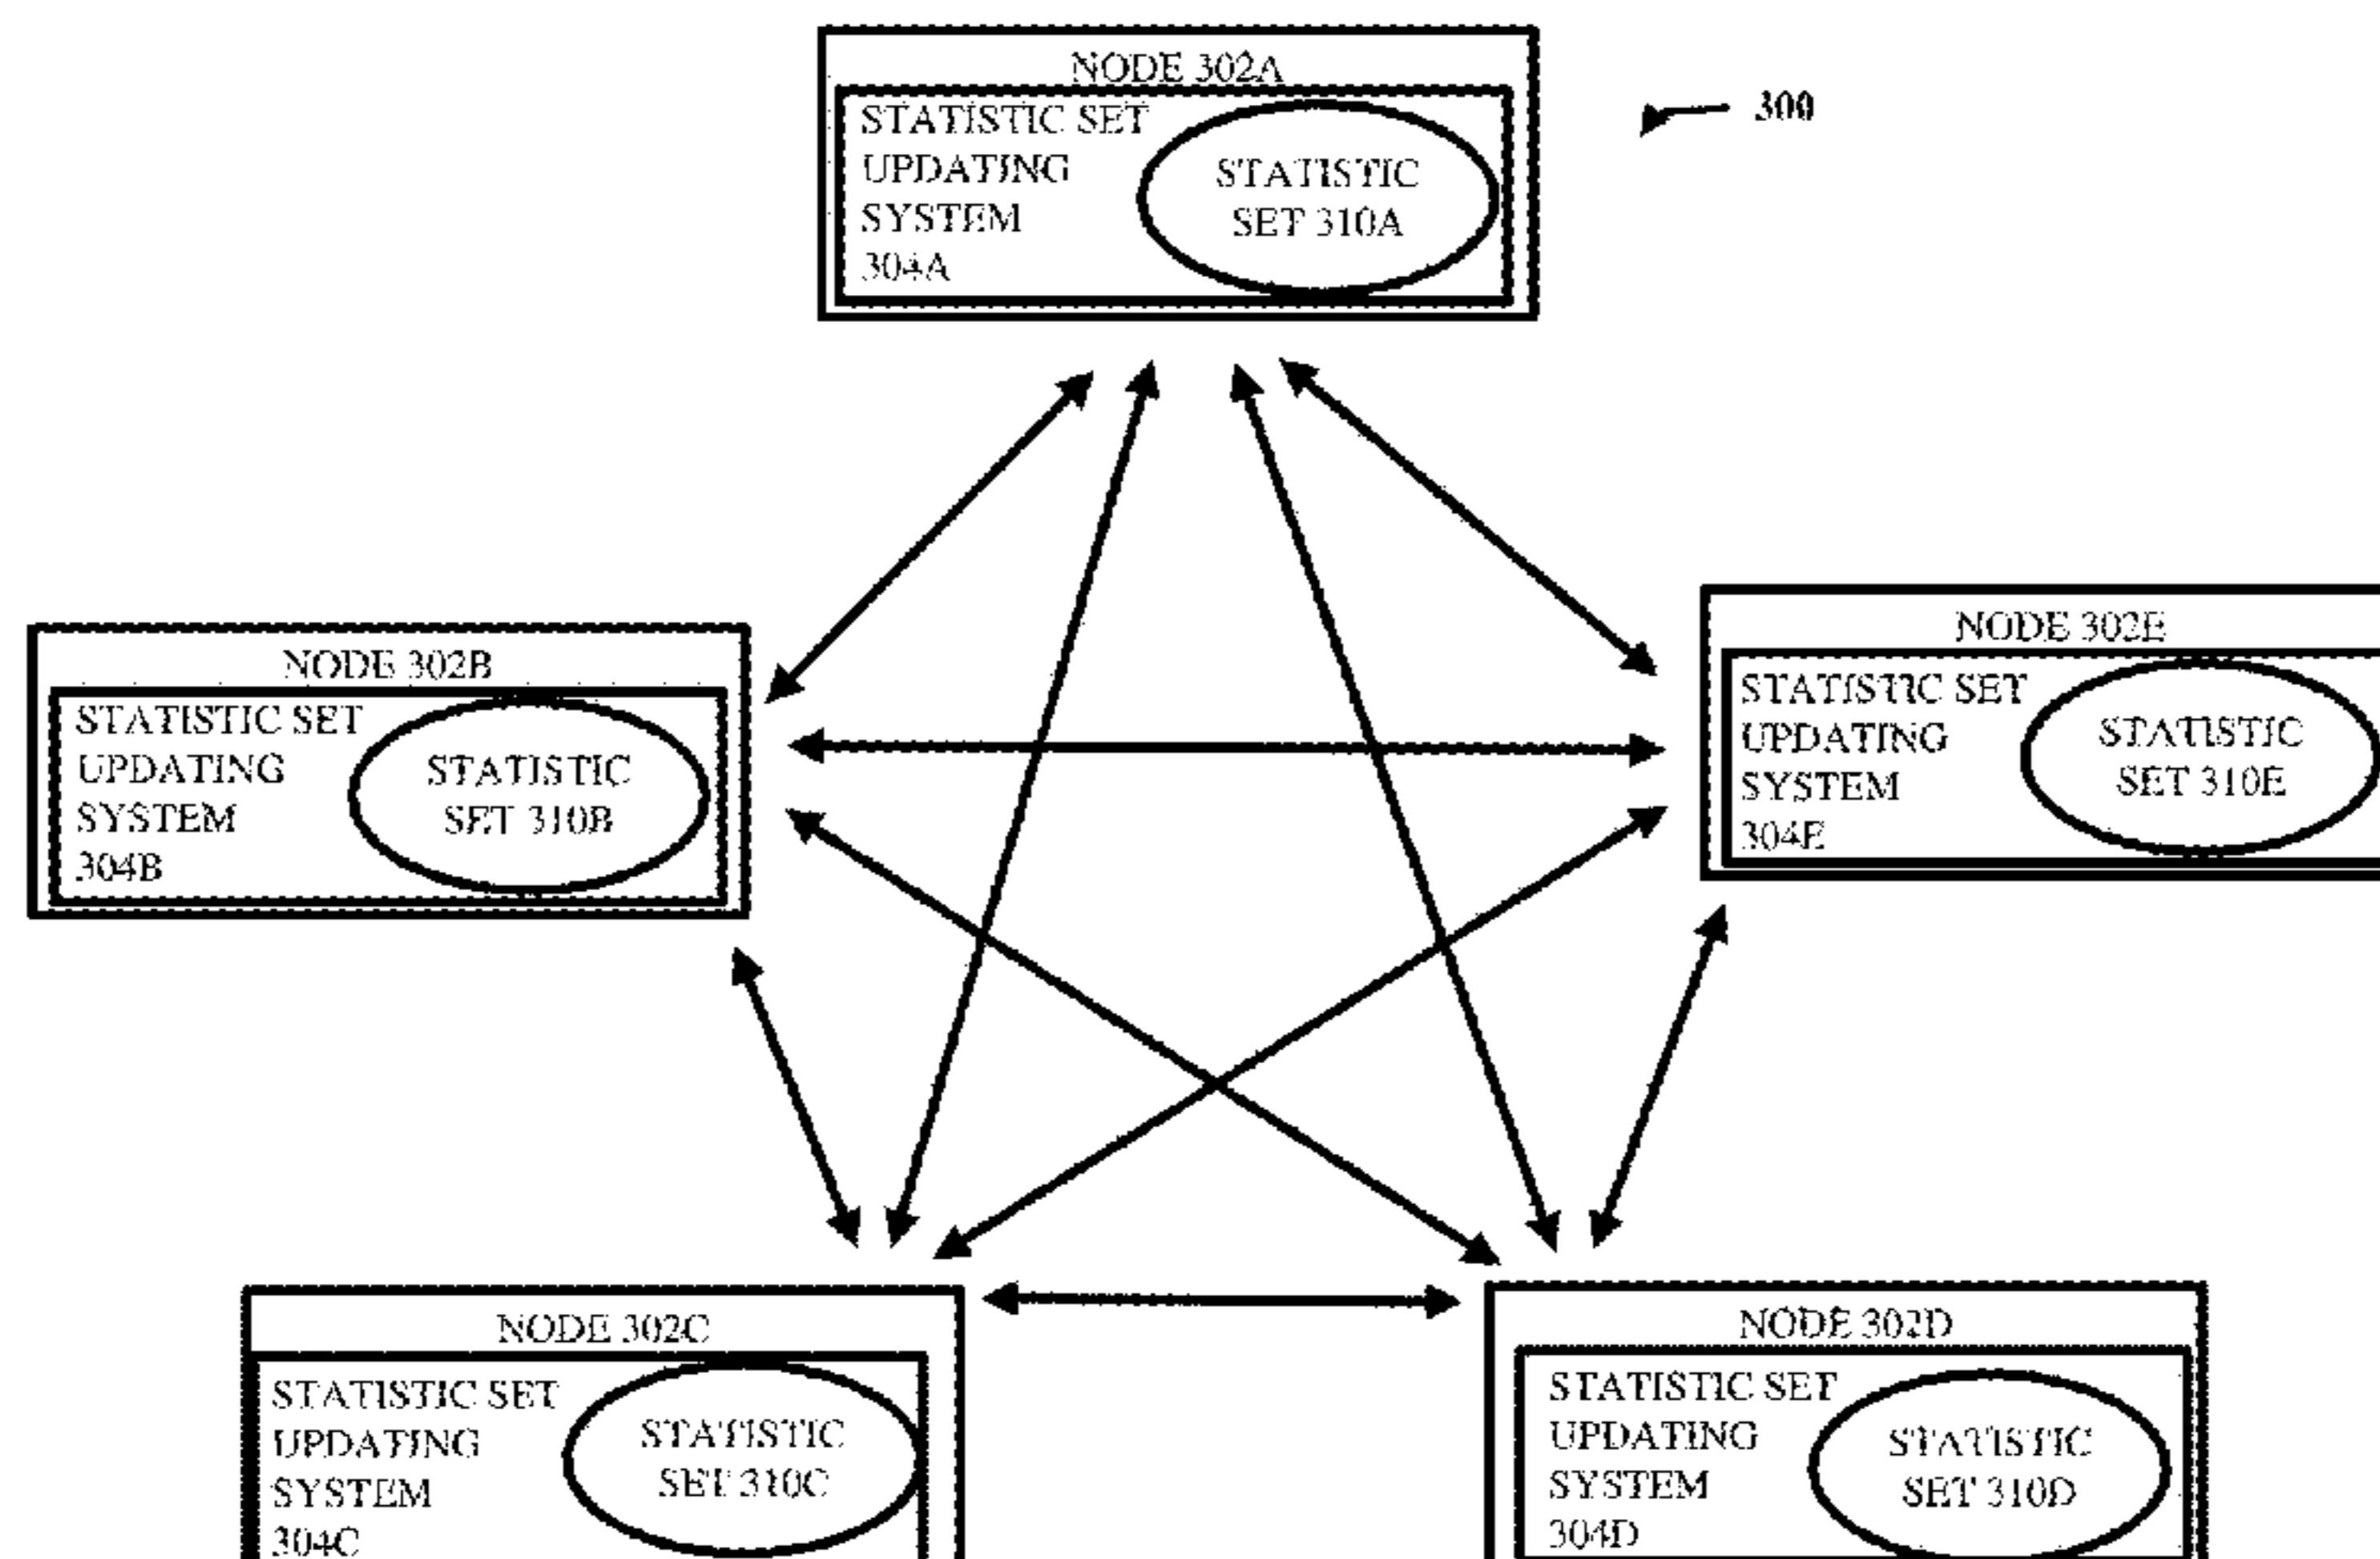 NODE 302A
STATISTIC SET
UPDATING
SYSTEM
304A
STATISTIC
SET 310A
300
NODE 302B
STATISTIC SET
UPDATING
SYSTEM
304B
STATISTIC
SET 310B
NODE 302E
STATISTIC SET
UPDATING
SYSTEM
304E
STATISTIC
SET 310E
NODE 302C
STATISTIC SET
UPDATING
SYSTEM
304C
STATISTIC
SET 310C
NODE 302D
STATISTIC SET
UPDATING
SYSTEM
304D
STATISTIC
SET 310D